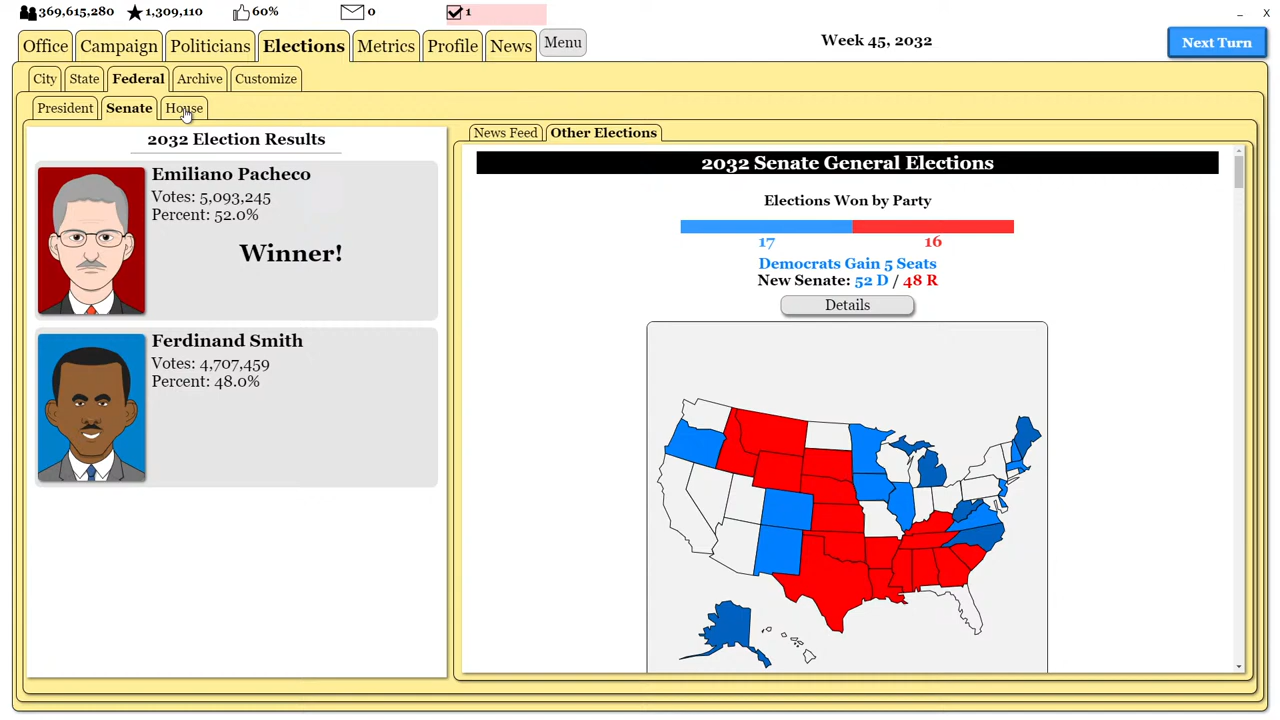 369,615,280 1,309,110 60% 0 1
_ X
Office Campaign Politicians Elections Metrics Profile News Menu Week 45, 2032 Next Turn
City State Federal Archive Customize
President Senate House
2032 Election Results
Emiliano Pacheco
Votes: 5,093,245
Percent: 52.0%
Winner!
Ferdinand Smith
Votes: 4,707,459
Percent: 48.0%
News Feed Other Elections
2032 Senate General Elections
Elections Won by Party
17 16
Democrats Gain 5 Seats
New Senate: 52 D / 48 R
Details